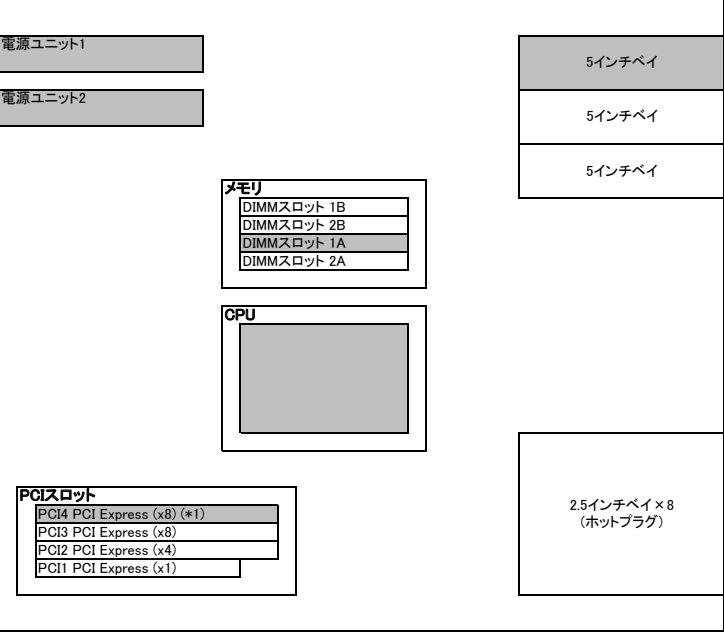 電源ユニット1
5インチベイ
電源ユニット2
5インチベイ
5インチベイ
メモリ
DIMMスロット 1B
DIMMスロット 2B
DIMMスロット 1A
DIMMスロット 2A
CPU
PCIスロット
PCI4 PCI Express (x8) (*1)
PCI3 PCI Express (x8)
PCI2 PCI Express (x4)
PCI1 PCI Express (x1)
2.5インチベイ×8
(ホットプラグ)